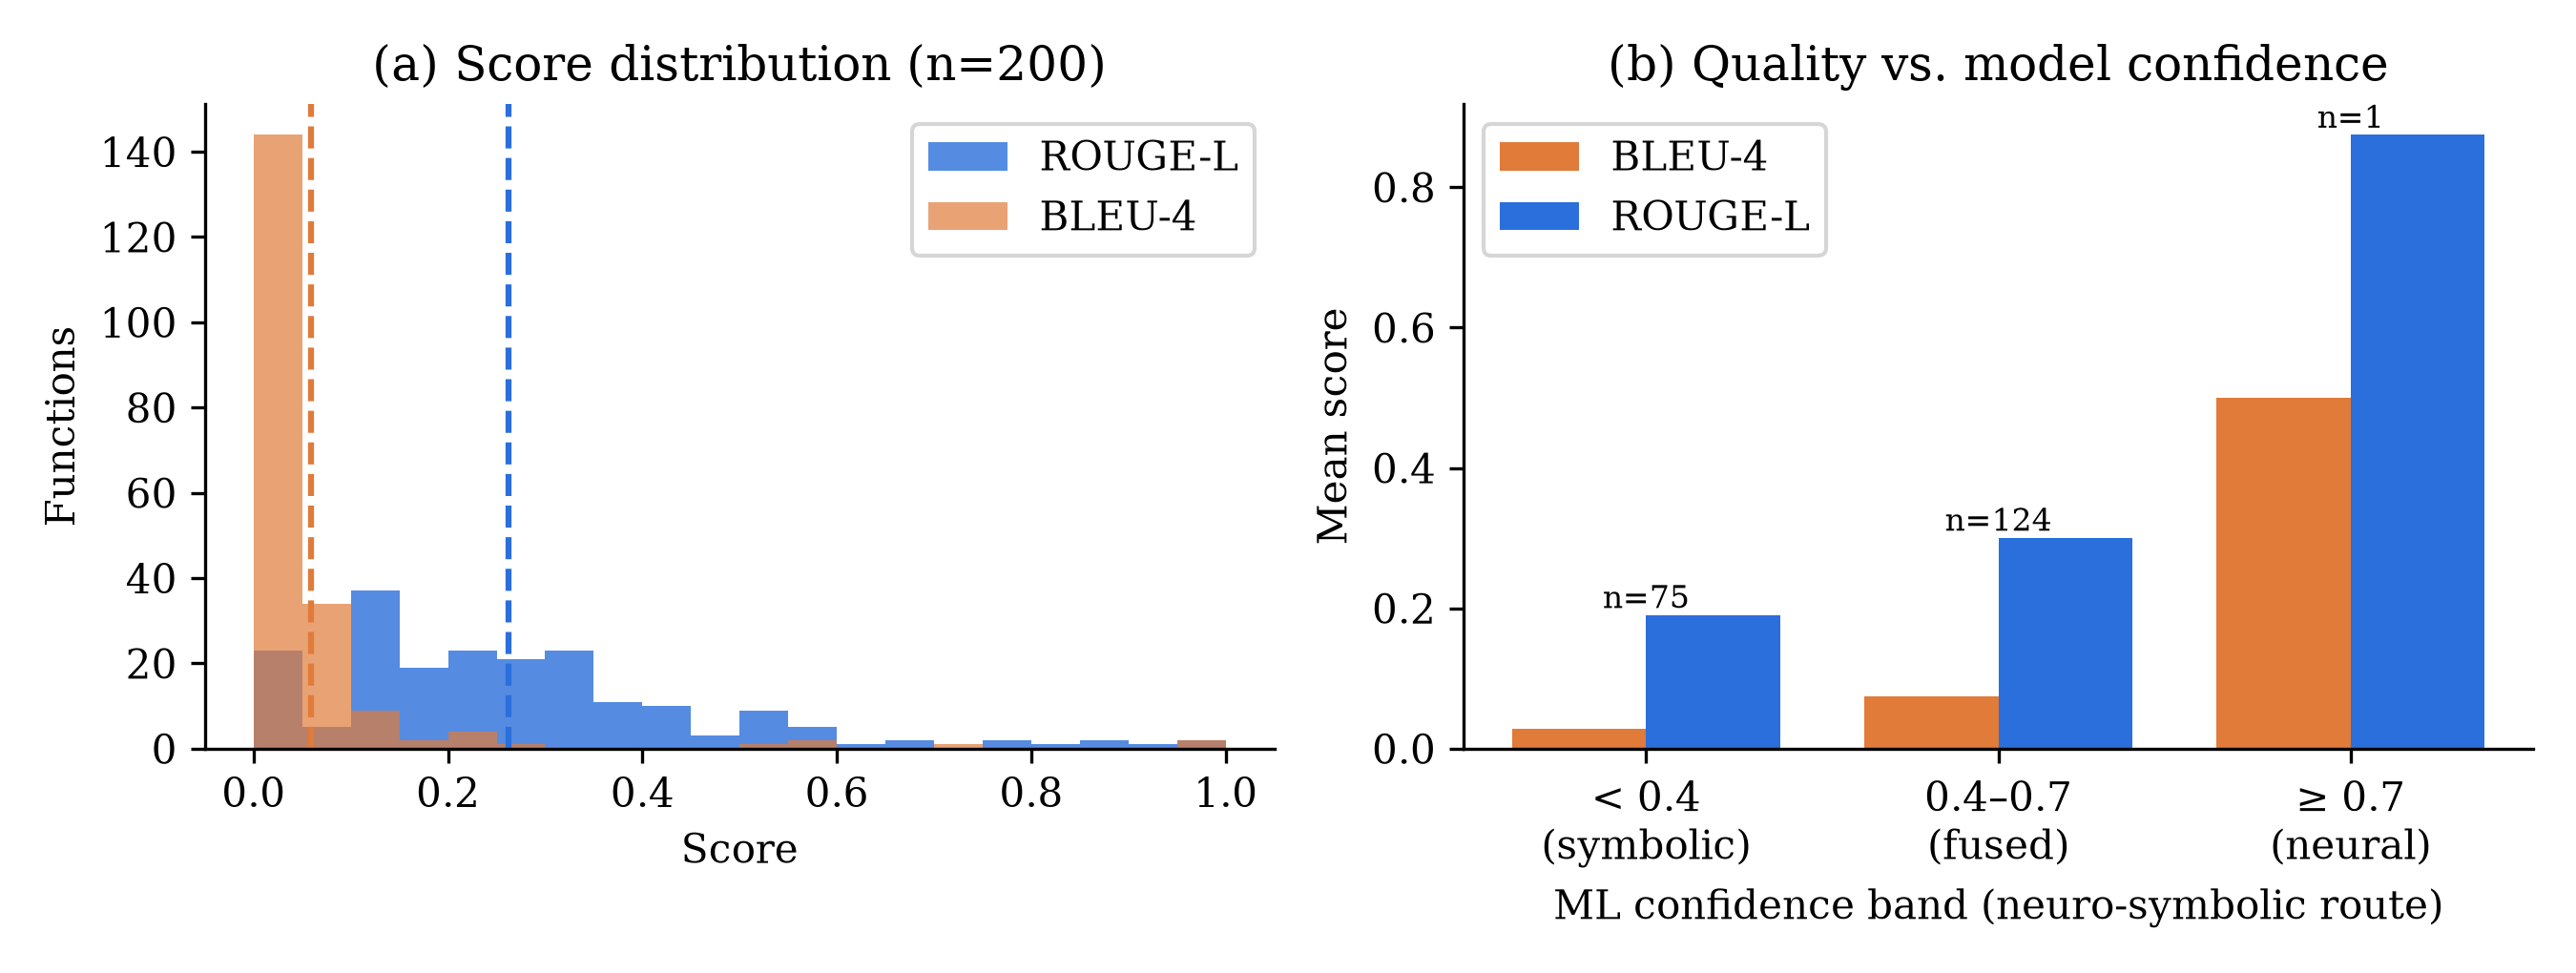 (a) Score distribution (n=200)
Functions
140
120
100
80
60
40
20
0
0.0 0.2 0.4 0.6 0.8 1.0
Score
ROUGE-L
BLEU-4
(b) Quality vs. model confidence
Mean score
0.8
0.6
0.4
0.2
0.0
BLEU-4
ROUGE-L
n=75
n=124
n=1
< 0.4 0.4–0.7 ≥ 0.7
(symbolic) (fused) (neural)
ML confidence band (neuro-symbolic route)